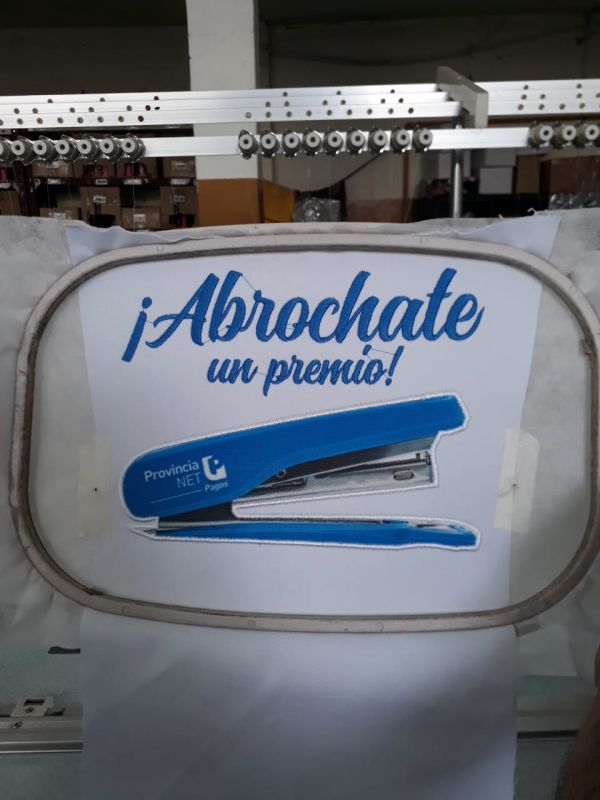 ¡Abrochate
un premio!
Provincia
NET
Pagos